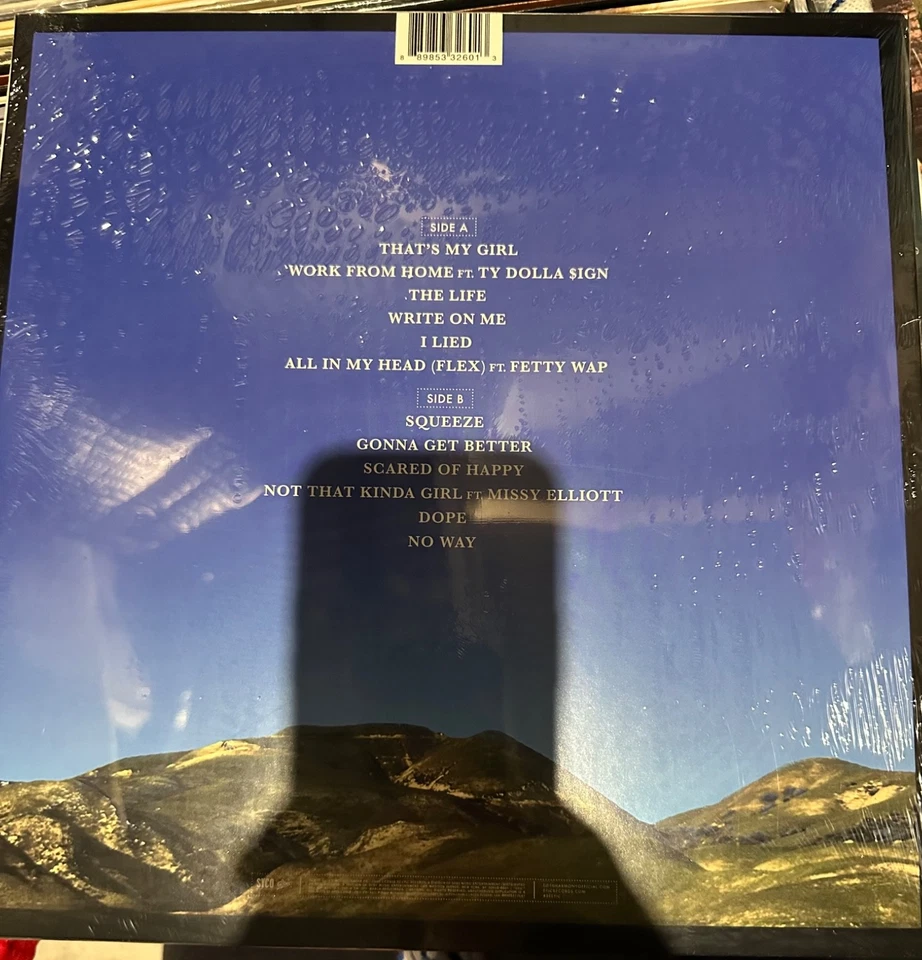 8 89853 32601 3
SIDE A
THAT'S MY GIRL
WORK FROM HOME FT. TY DOLLA $IGN
THE LIFE
WRITE ON ME
I LIED
ALL IN MY HEAD (FLEX) FT. FETTY WAP
SIDE B
SQUEEZE
GONNA GET BETTER
SCARED OF HAPPY
NOT THAT KINDA GIRL FT. MISSY ELLIOTT
DOPE
NO WAY
SYCO